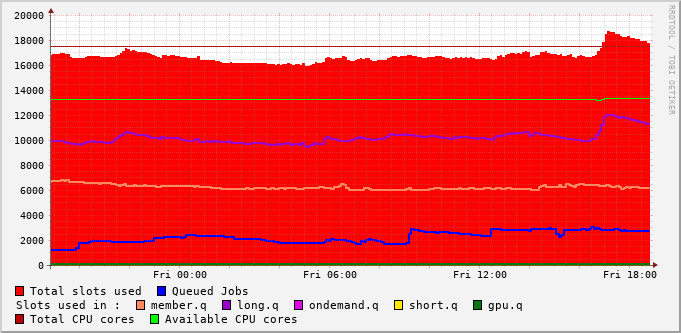 20000
18000
16000
14000
12000
10000
8000
6000
4000
2000
0
Fri 00:00 Fri 06:00 Fri 12:00 Fri 18:00
Total slots used Queued Jobs
Slots used in : member.q long.q ondemand.q short.q gpu.q
Total CPU cores Available CPU cores
RRDTOOL / TOBI OETIKER